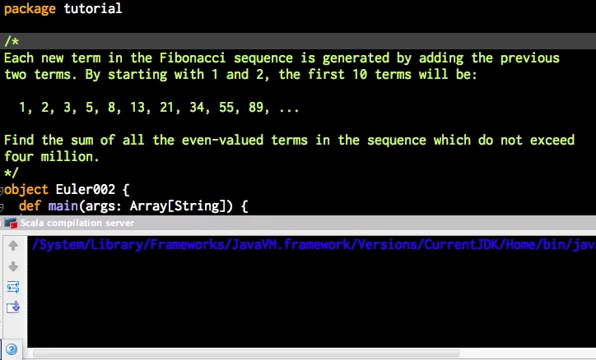 package tutorial
/*
Each new term in the Fibonacci sequence is generated by adding the previous
two terms. By starting with 1 and 2, the first 10 terms will be:
1, 2, 3, 5, 8, 13, 21, 34, 55, 89, ...
Find the sum of all the even-valued terms in the sequence which do not exceed
four million.
*/
object Euler002 {
def main(args: Array[String]) {
Scala compilation server
/System/Library/Frameworks/JavaVM.framework/Versions/CurrentJDK/Home/bin/jav